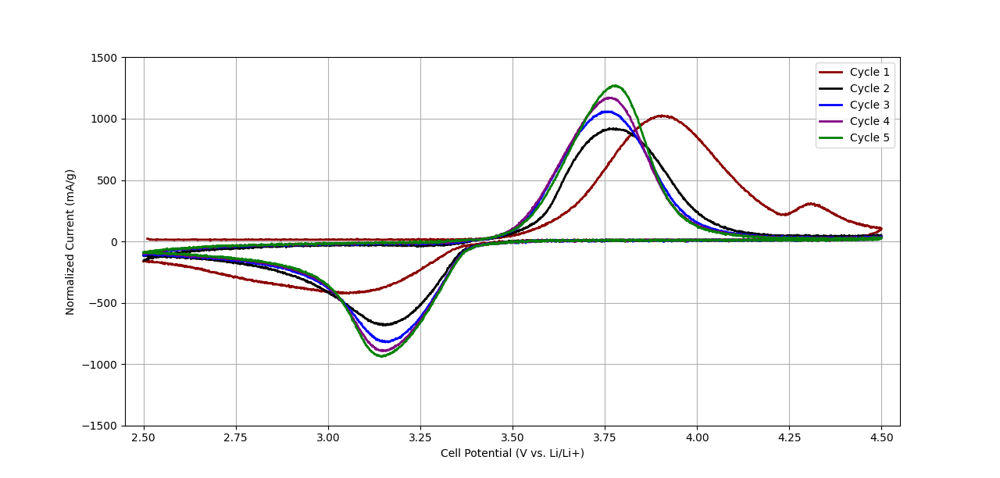 1500
1000
500
0
−500
−1000
−1500
Normalized Current (mA/g)
Cycle 1
Cycle 2
Cycle 3
Cycle 4
Cycle 5
2.50 2.75 3.00 3.25 3.50 3.75 4.00 4.25 4.50
Cell Potential (V vs. Li/Li+)